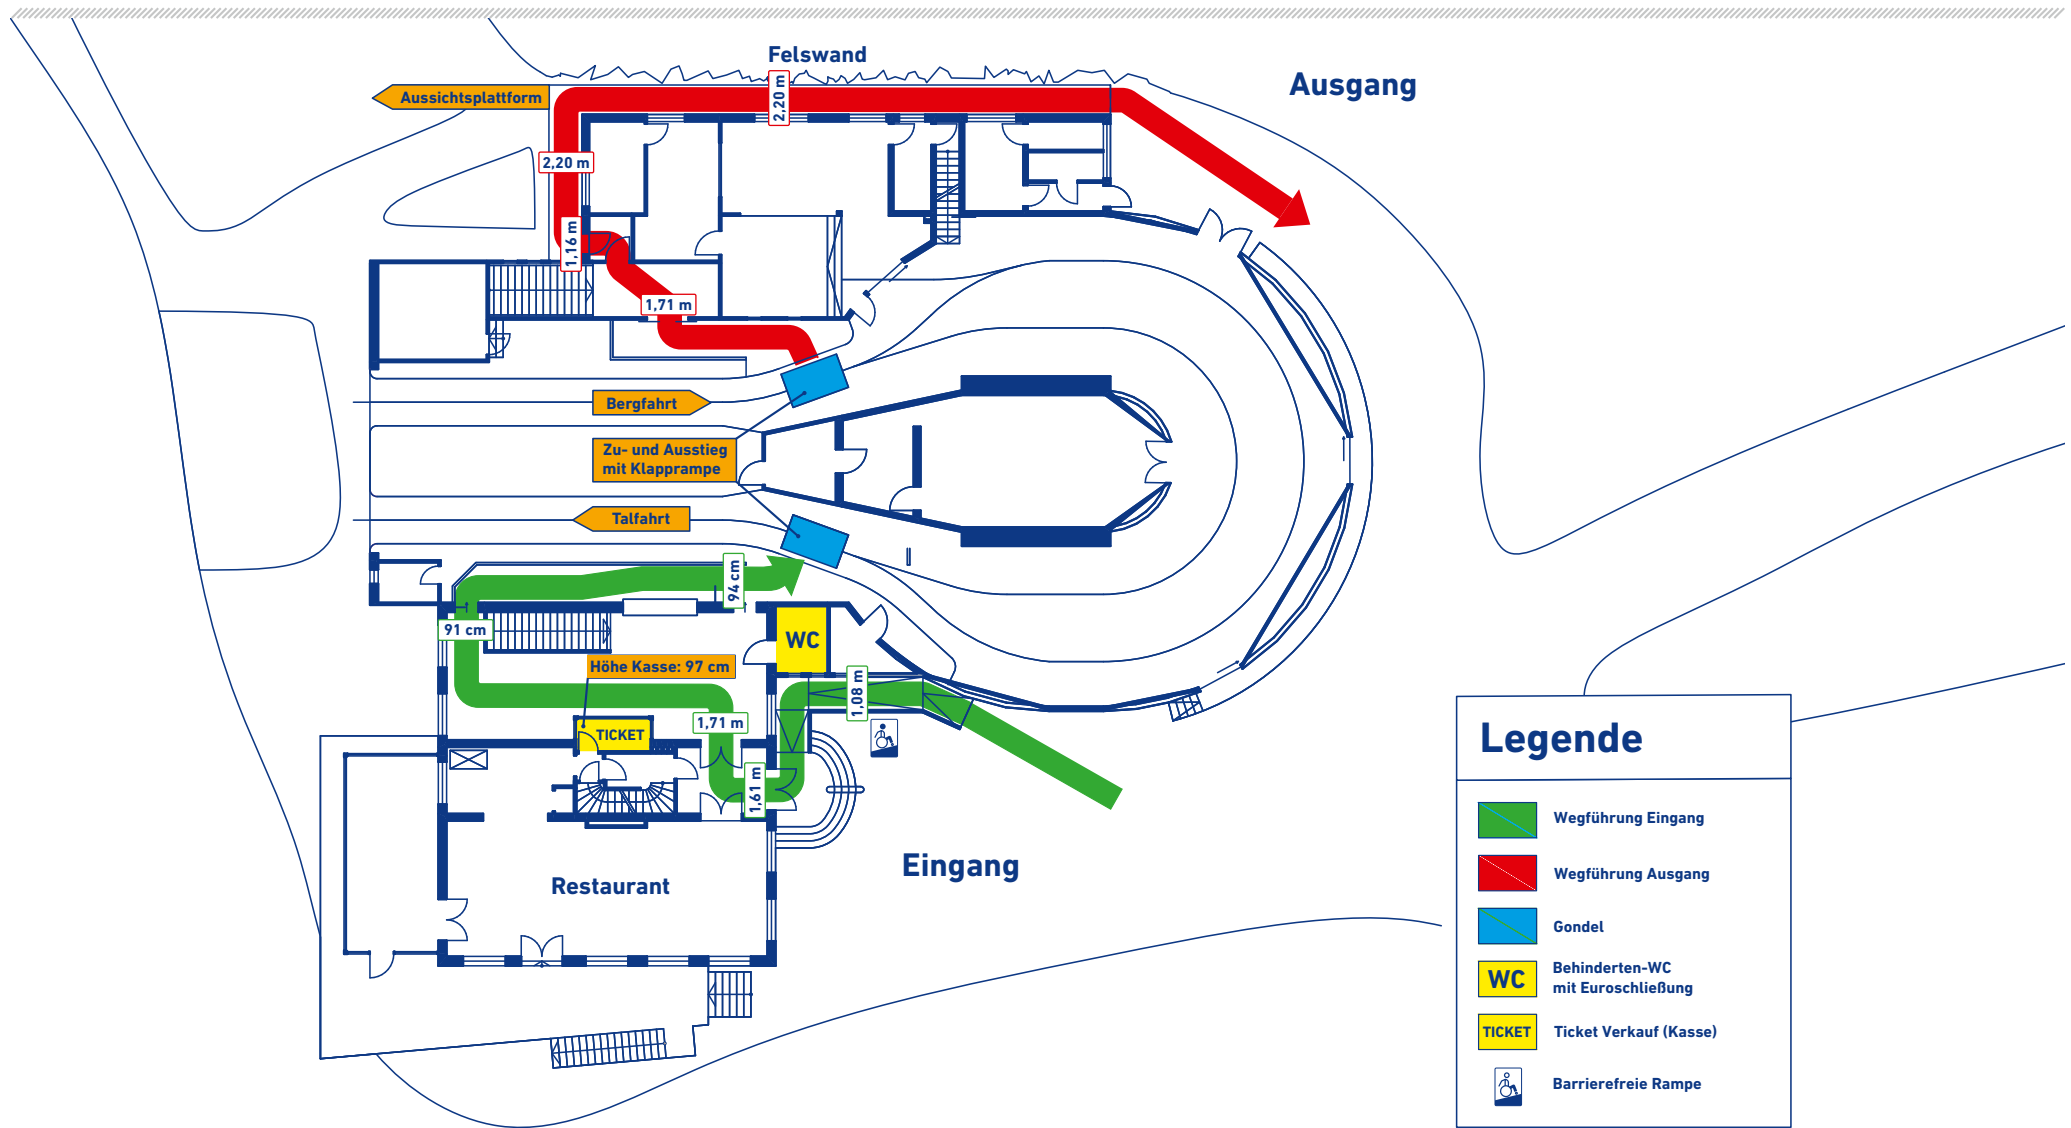 Felswand
Ausgang
Aussichtsplattform
2,20 m
2,20 m
1,16 m
1,71 m
Bergfahrt
Zu- und Ausstieg
mit Klapprampe
Talfahrt
94 cm
91 cm
WC
Höhe Kasse: 97 cm
1,08 m
1,71 m
TICKET
1,61 m
Eingang
Restaurant
Legende
Wegführung Eingang
Wegführung Ausgang
Gondel
WC
Behinderten-WC
mit Euroschließung
TICKET
Ticket Verkauf (Kasse)
Barrierefreie Rampe